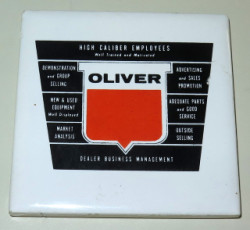 HIGH CALIBER EMPLOYEES
Well Trained and Motivated
DEMONSTRATION
and GROUP
SELLING
OLIVER
ADVERTISING
and SALES
PROMOTION
NEW & USED
EQUIPMENT
Well Displayed
ADEQUATE PARTS
and GOOD
SERVICE
MARKET
ANALYSIS
OUTSIDE
SELLING
DEALER BUSINESS MANAGEMENT